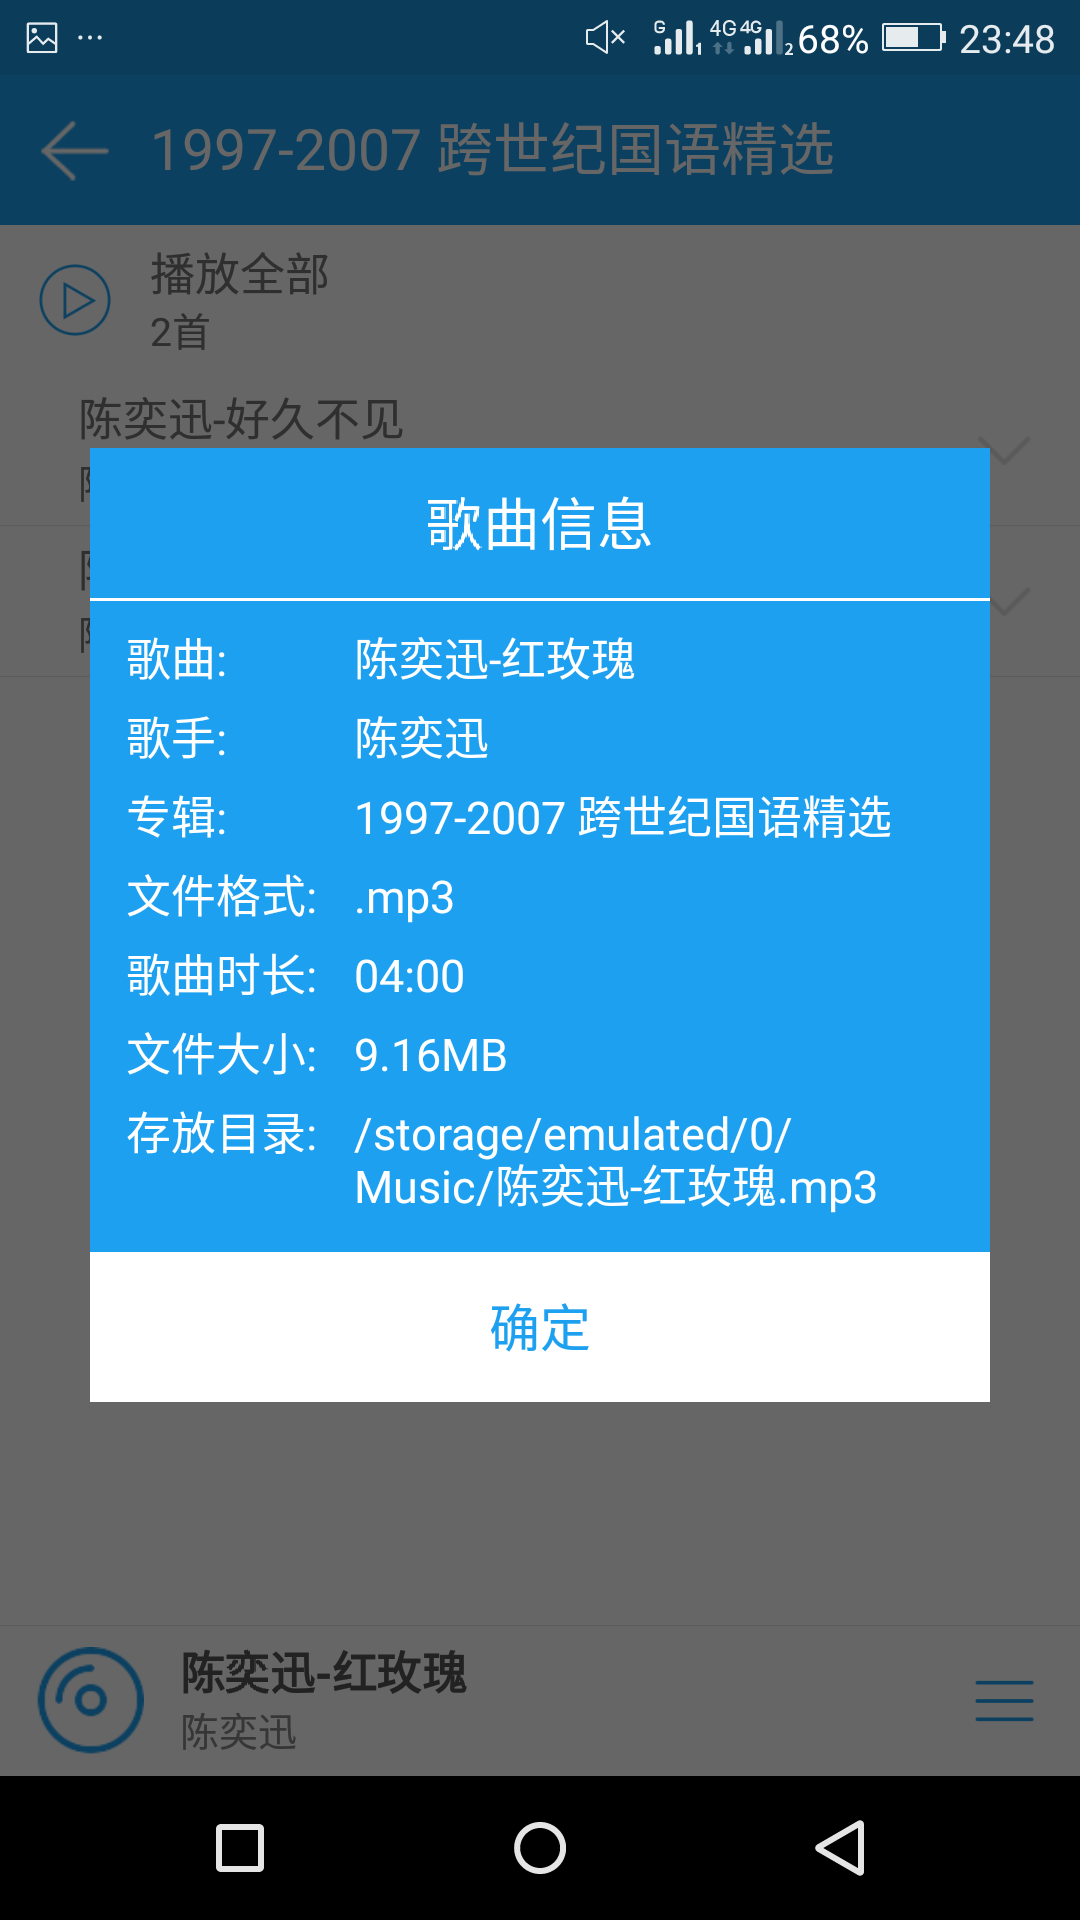 G 1 4G 4G 2 68% 23:48
1997-2007 跨世纪国语精选
播放全部
2首
陈奕迅-好久不见
歌曲信息
歌曲: 陈奕迅-红玫瑰
歌手: 陈奕迅
专辑: 1997-2007 跨世纪国语精选
文件格式: .mp3
歌曲时长: 04:00
文件大小: 9.16MB
存放目录: /storage/emulated/0/
Music/陈奕迅-红玫瑰.mp3
确定
陈奕迅-红玫瑰
陈奕迅